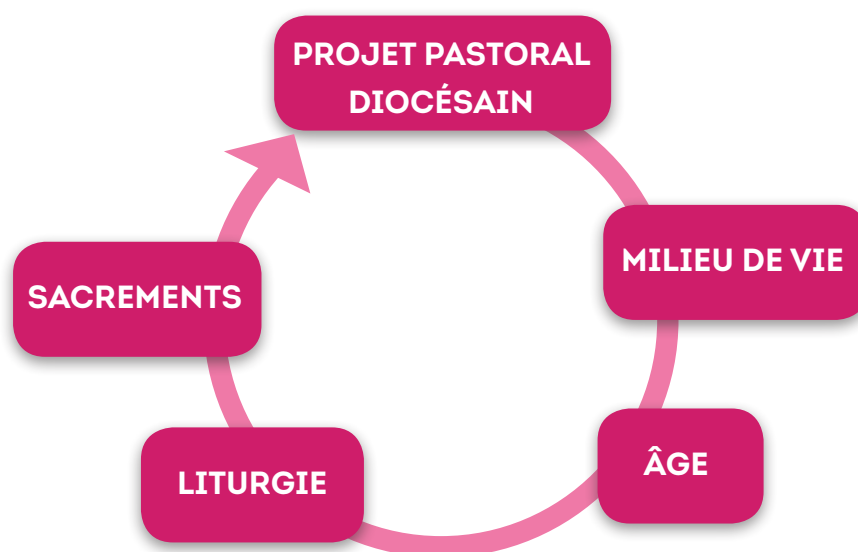 PROJET PASTORAL
DIOCÉSAIN
MILIEU DE VIE
ÂGE
LITURGIE
SACREMENTS